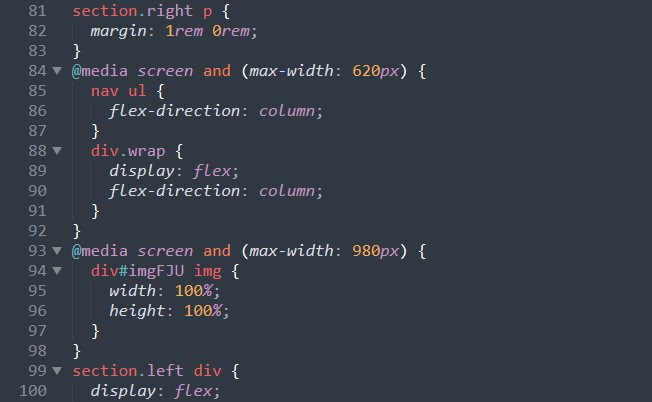 81 section.right p {
82 margin: 1rem 0rem;
83 }
84 @media screen and (max-width: 620px) {
85 nav ul {
86 flex-direction: column;
87 }
88 div.wrap {
89 display: flex;
90 flex-direction: column;
91 }
92 }
93 @media screen and (max-width: 980px) {
94 div#imgFJU img {
95 width: 100%;
96 height: 100%;
97 }
98 }
99 section.left div {
100 display: flex;